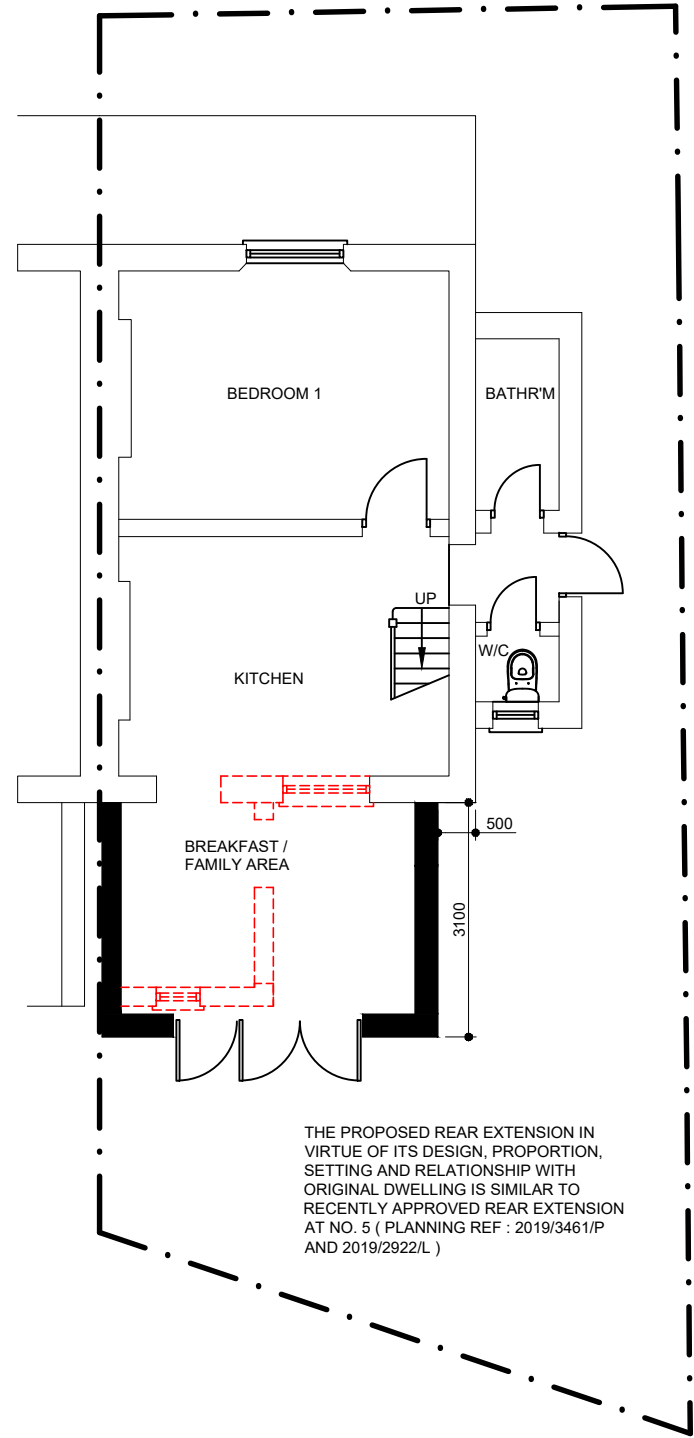 BEDROOM 1
BATHR'M
UP
W/C
KITCHEN
500
BREAKFAST /
FAMILY AREA
3100
THE PROPOSED REAR EXTENSION IN
VIRTUE OF ITS DESIGN, PROPORTION,
SETTING AND RELATIONSHIP WITH
ORIGINAL DWELLING IS SIMILAR TO
RECENTLY APPROVED REAR EXTENSION
AT NO. 5 ( PLANNING REF : 2019/3461/P
AND 2019/2922/L )